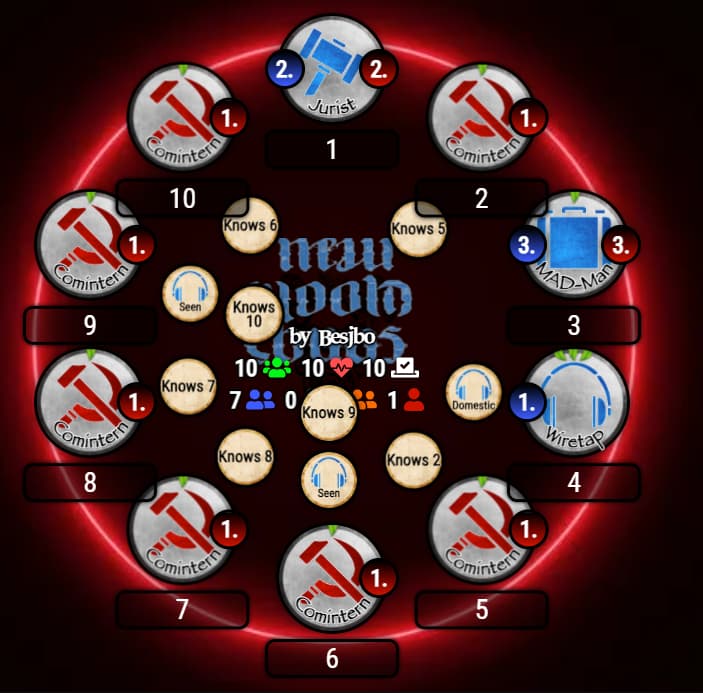 2.
2.
Jurist
1
Comintern
1.
10
Comintern
1.
2
Knows 6
Knows 5
Comintern
1.
9
3.
3.
MAD-Man
3
Seen
Knows
10
by Besjbo
10 10 10
7 0 1
Knows 9
Knows 7
Domestic
Comintern
1.
8
1.
Wiretap
4
Knows 8
Seen
Knows 2
Comintern
1.
7
Comintern
1.
5
Comintern
1.
6